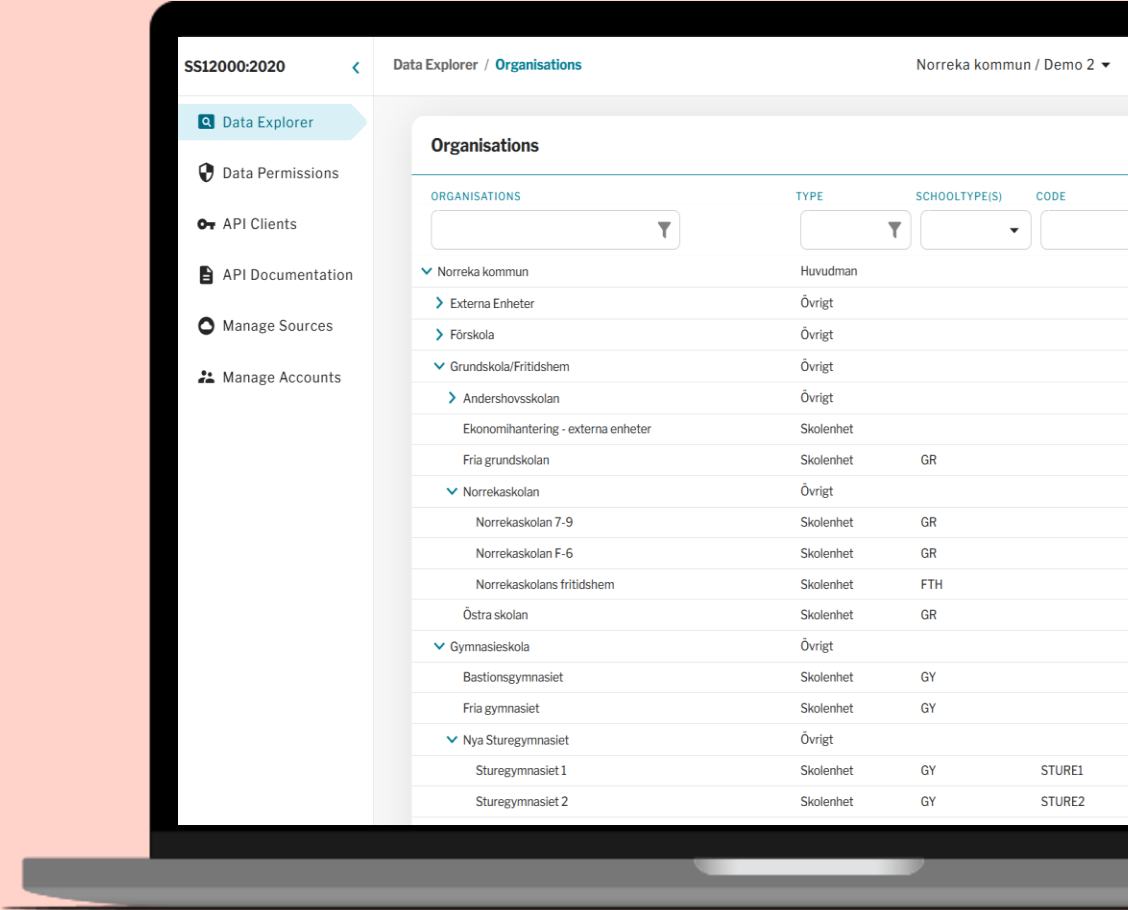 SS12000:2020
Data Explorer / Organisations
Norreka kommun / Demo 2
Data Explorer
Data Permissions
API Clients
API Documentation
Manage Sources
Manage Accounts
Organisations
ORGANISATIONS TYPE SCHOOLTYPE(S) CODE
Norreka kommun Huvudman
Externa Enheter Övrigt
Förskola Övrigt
Grundskola/Fritidshem Övrigt
Andershovsskolan Övrigt
Ekonomihantering - externa enheter Skolenhet
Fria grundskolan Skolenhet GR
Norrekaskolan Övrigt
Norrekaskolan 7-9 Skolenhet GR
Norrekaskolan F-6 Skolenhet GR
Norrekaskolans fritidshem Skolenhet FTH
Östra skolan Skolenhet GR
Gymnasieskola Övrigt
Bastionsgymnasiet Skolenhet GY
Fria gymnasiet Skolenhet GY
Nya Sturegymnasiet Övrigt
Sturegymnasiet 1 Skolenhet GY STURE1
Sturegymnasiet 2 Skolenhet GY STURE2